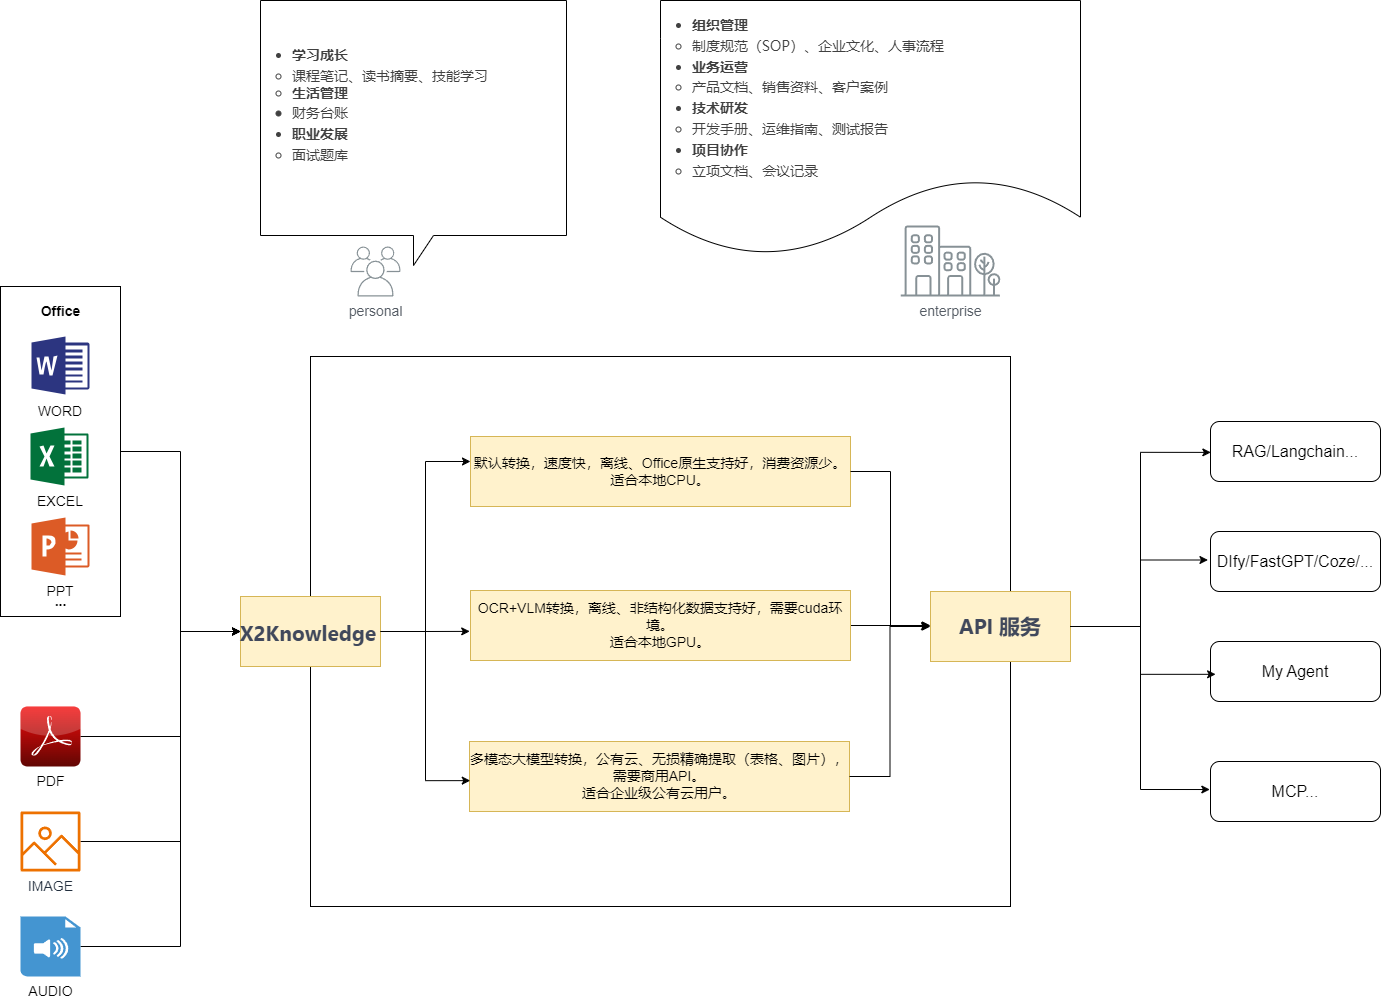 学习成长
课程笔记、读书摘要、技能学习
生活管理
财务台账
职业发展
面试题库
组织管理
制度规范（SOP）、企业文化、人事流程
业务运营
产品文档、销售资料、客户案例
技术研发
开发手册、运维指南、测试报告
项目协作
立项文档、会议记录
personal
enterprise
Office
W
WORD
X
EXCEL
P
PPT
...
PDF
IMAGE
AUDIO
X2Knowledge
默认转换，速度快，离线、Office原生支持好，消费资源少。
适合本地CPU。
OCR+VLM转换，离线、非结构化数据支持好，需要cuda环
境。
适合本地GPU。
多模态大模型转换，公有云、无损精确提取（表格、图片），
需要商用API。
适合企业级公有云用户。
API 服务
RAG/Langchain...
DIfy/FastGPT/Coze/...
My Agent
MCP...